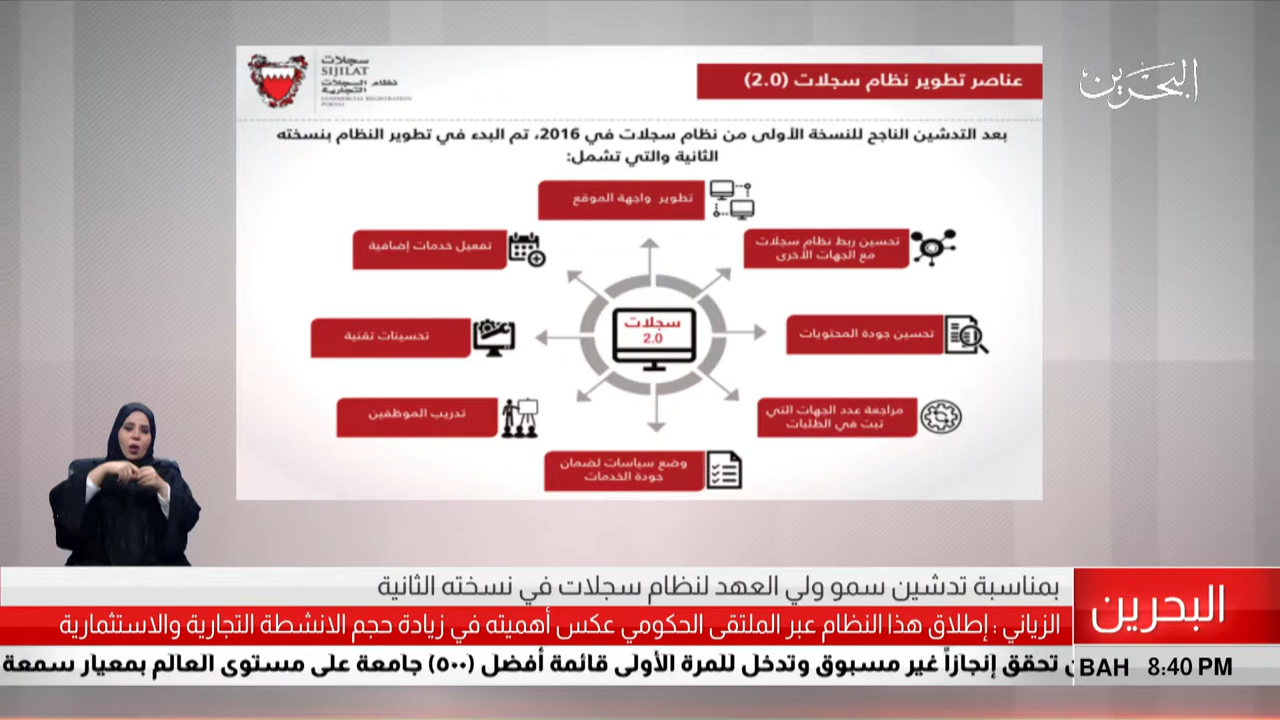 البحرين
سجلات
SIJILAT
نظام السجلات
التجارية
COMMERCIAL REGISTRATION
PORTAL
عناصر تطوير نظام سجلات (2.0)
بعد التدشين الناجح للنسخة الأولى من نظام سجلات في 2016، تم البدء في تطوير النظام بنسخته
الثانية والتي تشمل:
تطوير واجهة الموقع
تحسين ربط نظام سجلات
مع الجهات الأخرى
تفعيل خدمات إضافية
سجلات
2.0
تحسين جودة المحتويات
تحسينات تقنية
مراجعة عدد الجهات التي
تبت في الطلبات
تدريب الموظفين
وضع سياسات لضمان
جودة الخدمات
بمناسبة تدشين سمو ولي العهد لنظام سجلات في نسخته الثانية
البحرين
الزياني : إطلاق هذا النظام عبر الملتقى الحكومي عكس أهميته في زيادة حجم الانشطة التجارية والاستثمارية
تحقق إنجازاً غير مسبوق وتدخل للمرة الأولى قائمة أفضل (٥٠٠) جامعة على مستوى العالم بمعيار سمعة
BAH 8:40 PM